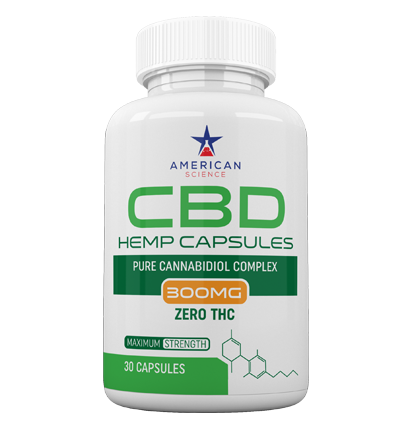 AMERICAN
SCIENCE
CBD
HEMP CAPSULES
PURE CANNABIDIOL COMPLEX
300MG
ZERO THC
MAXIMUM STRENGTH
30 CAPSULES